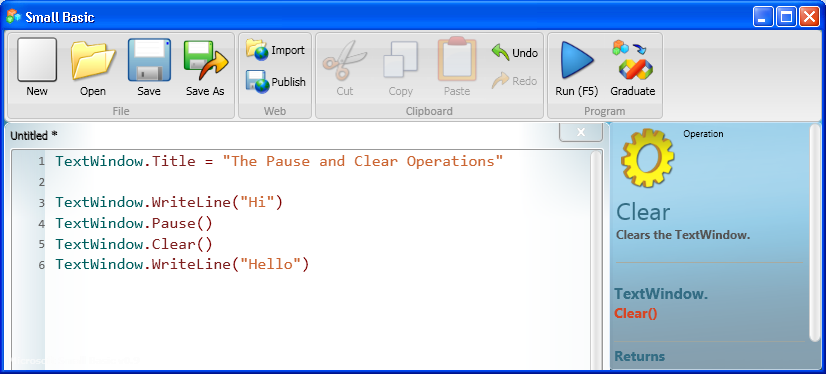 Small Basic
New Open Save Save As
File
Import
Publish
Web
Cut Copy Paste
Undo
Redo
Clipboard
Run (F5) Graduate
Program
Untitled *
x
1 TextWindow.Title = "The Pause and Clear Operations"
2
3 TextWindow.WriteLine("Hi")
4 TextWindow.Pause()
5 TextWindow.Clear()
6 TextWindow.WriteLine("Hello")
Operation
Clear
Clears the TextWindow.
TextWindow.
Clear()
Returns